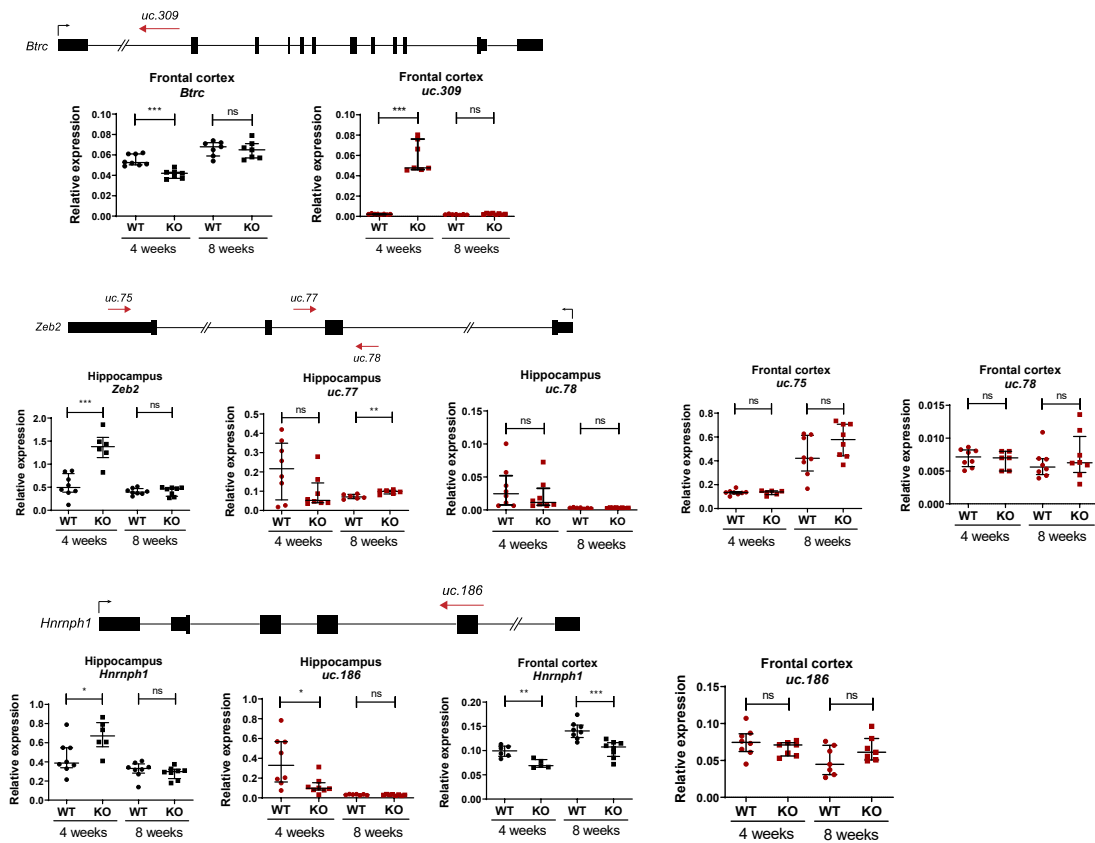 uc.309
Btrc
Frontal cortex
Btrc
Relative expression
0.10
0.08
0.06
0.04
0.02
0.00
***
ns
WT KO WT KO
4 weeks 8 weeks
Frontal cortex
uc.309
Relative expression
0.10
0.08
0.06
0.04
0.02
0.00
***
ns
WT KO WT KO
4 weeks 8 weeks
uc.75
uc.77
Zeb2
uc.78
Hippocampus
Zeb2
Relative expression
2.0
1.5
1.0
0.5
0.0
***
ns
WT KO WT KO
4 weeks 8 weeks
Hippocampus
uc.77
Relative expression
0.5
0.4
0.3
0.2
0.1
0.0
ns
**
WT KO WT KO
4 weeks 8 weeks
Hippocampus
uc.78
Relative expression
0.15
0.10
0.05
0.00
ns
ns
WT KO WT KO
4 weeks 8 weeks
Frontal cortex
uc.75
Relative expression
0.8
0.6
0.4
0.2
0.0
ns
ns
WT KO WT KO
4 weeks 8 weeks
Frontal cortex
uc.78
Relative expression
0.015
0.010
0.005
0.000
ns
ns
WT KO WT KO
4 weeks 8 weeks
uc.186
Hnrnph1
Hippocampus
Hnrnph1
Relative expression
1.0
0.8
0.6
0.4
0.2
0.0
*
ns
WT KO WT KO
4 weeks 8 weeks
Hippocampus
uc.186
Relative expression
1.0
0.8
0.6
0.4
0.2
0.0
*
ns
WT KO WT KO
4 weeks 8 weeks
Frontal cortex
Hnrnph1
Relative expression
0.20
0.15
0.10
0.05
0.00
**
***
WT KO WT KO
4 weeks 8 weeks
Frontal cortex
uc.186
Relative expression
0.15
0.10
0.05
0.00
ns
ns
WT KO WT KO
4 weeks 8 weeks